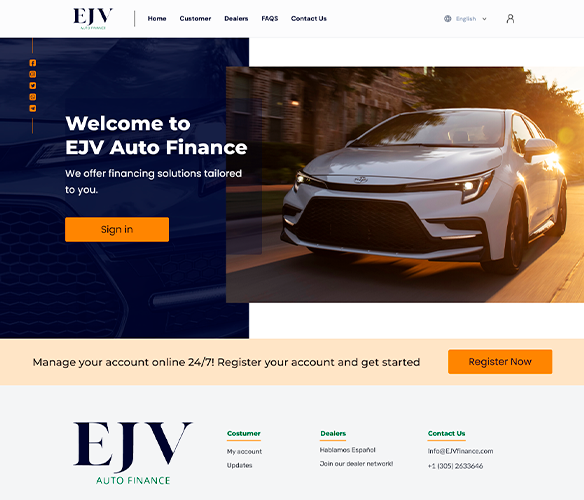 EJV
AUTO FINANCE
Home Customer Dealers FAQS Contact Us English
Welcome to
EJV Auto Finance
We offer financing solutions tailored
to you.
Sign in
Manage your account online 24/7! Register your account and get started Register Now
EJV
AUTO FINANCE
Costumer Dealers Contact Us
My account Hablamos Español Info@EJVfinance.com
Updates Join our dealer network! +1 (305) 2633646